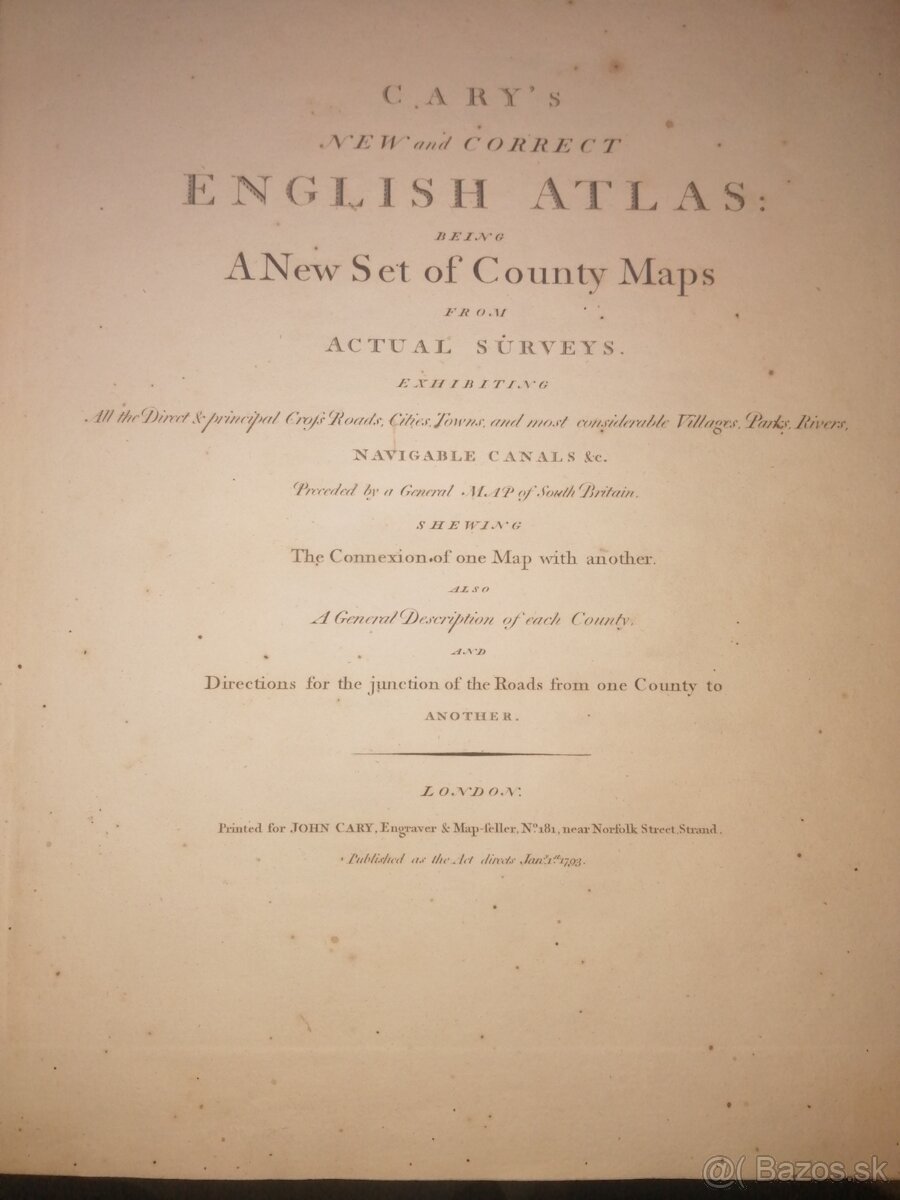 CARY's
NEW and CORRECT
ENGLISH ATLAS:
BEING
A New Set of County Maps
FROM
ACTUAL SURVEYS.
EXHIBITING
All the Direct & principal Croſs Roads, Cities, Towns, and most considerable Villages, Parks, Rivers,
NAVIGABLE CANALS &c.
Preceded by a General MAP of South Britain,
SHEWING
The Connexion of one Map with another.
ALSO
A General Description of each County,
AND
Directions for the junction of the Roads from one County to
ANOTHER.
LONDON:
Printed for JOHN CARY, Engraver & Map-ſeller, No. 181, near Norfolk Street, Strand.
Published as the Act directs Jany. 1st. 1793.
@( Bazos.sk